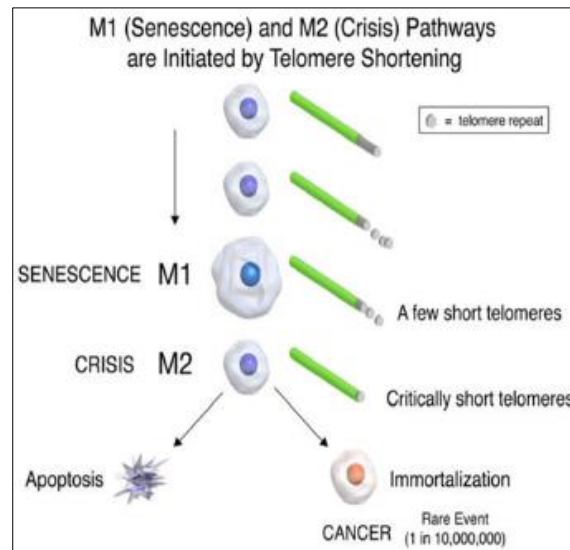 M1 (Senescence) and M2 (Crisis) Pathways
are Initiated by Telomere Shortening
= telomere repeat
SENESCENCE M1
A few short telomeres
CRISIS M2
Critically short telomeres
Apoptosis
Immortalization
CANCER
Rare Event
(1 in 10,000,000)